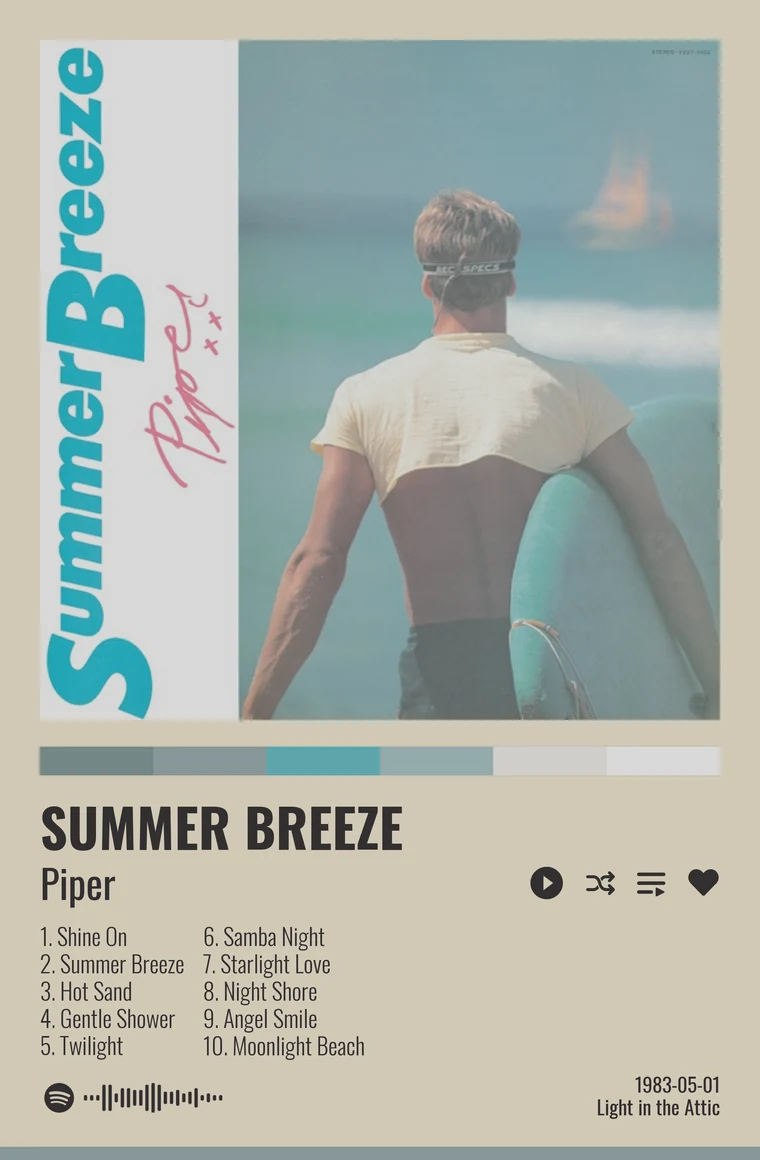 Summer Breeze
Piper xx
SUMMER BREEZE
Piper
1. Shine On
2. Summer Breeze
3. Hot Sand
4. Gentle Shower
5. Twilight
6. Samba Night
7. Starlight Love
8. Night Shore
9. Angel Smile
10. Moonlight Beach
1983-05-01
Light in the Attic